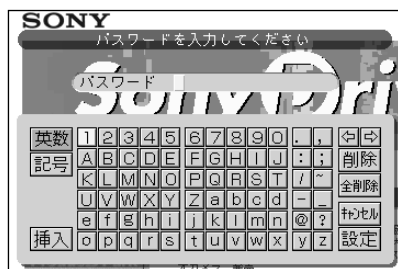 SONY
パスワードを入力してください
パスワード
Sony Dri
英数 1 2 3 4 5 6 7 8 9 0 . , ⇦ ⇨
記号 A B C D E F G H I J : ; 削除
K L M N O P Q R S T / ~ 全削除
U V W X Y Z a b c d - _ ｷｬﾝｾﾙ
e f g h i j k l m n @ ?
挿入 o p q r s t u v w x y z 設定